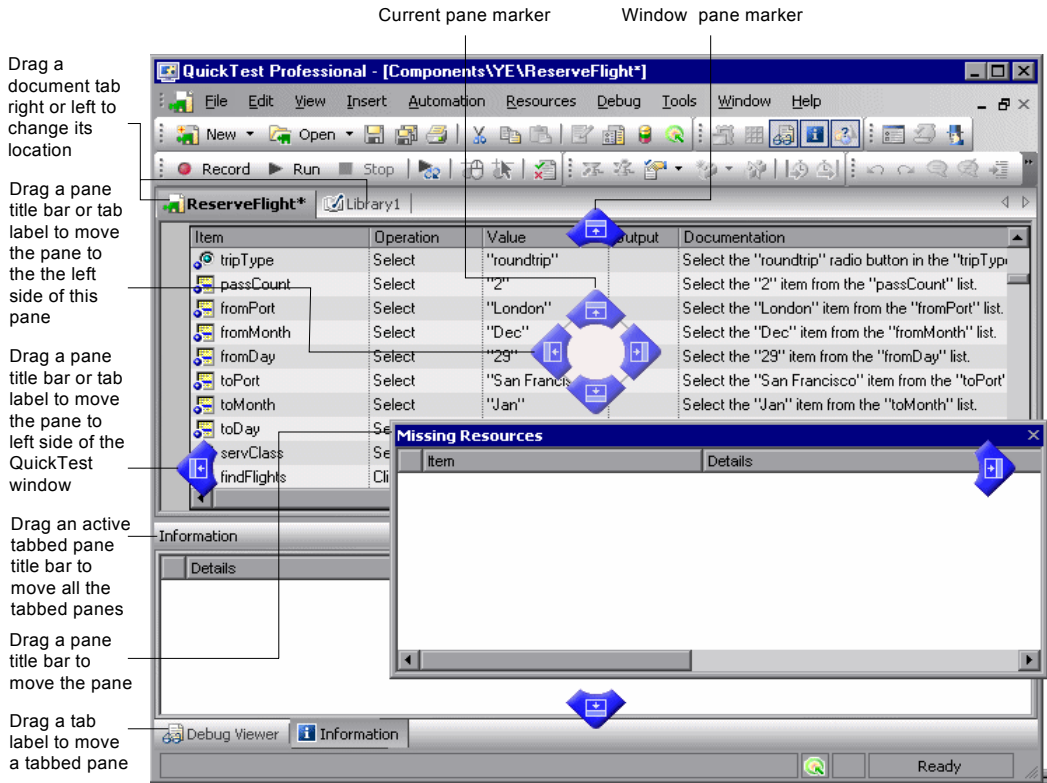 Current pane marker
Window pane marker
Drag a
document tab
right or left to
change its
location
Drag a pane
title bar or tab
label to move
the pane to
the the left
side of this
pane
Drag a pane
title bar or tab
label to move
the pane to
left side of the
QuickTest
window
Drag an active
tabbed pane
title bar to
move all the
tabbed panes
Drag a pane
title bar to
move the pane
Drag a tab
label to move
a tabbed pane
QuickTest Professional - [Components\YE\ReserveFlight*]
File Edit View Insert Automation Resources Debug Tools Window Help
New Open
Record Run Stop
ReserveFlight* Library1
Item Operation Value Output Documentation
tripType Select "roundtrip" Select the "roundtrip" radio button in the "tripType
passCount Select "2" Select the "2" item from the "passCount" list.
fromPort Select "London" Select the "London" item from the "fromPort" list.
fromMonth Select "Dec" Select the "Dec" item from the "fromMonth" list.
fromDay Select "29" Select the "29" item from the "fromDay" list.
toPort Select "San Francis Select the "San Francisco" item from the "toPort"
toMonth Select "Jan" Select the "Jan" item from the "toMonth" list.
toDay Se
servClass Se
findFlights Cli
Missing Resources
Item Details
Information
Details
Debug Viewer Information
Ready